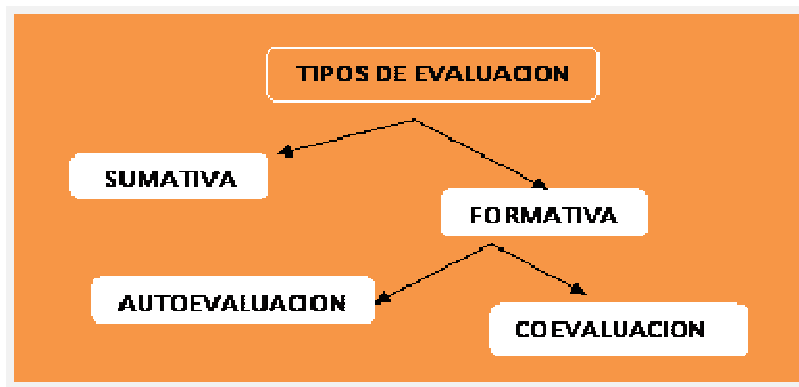 TIPOS DE EVALUACION
SUMATIVA
FORMATIVA
AUTOEVALUACION
COEVALUACION